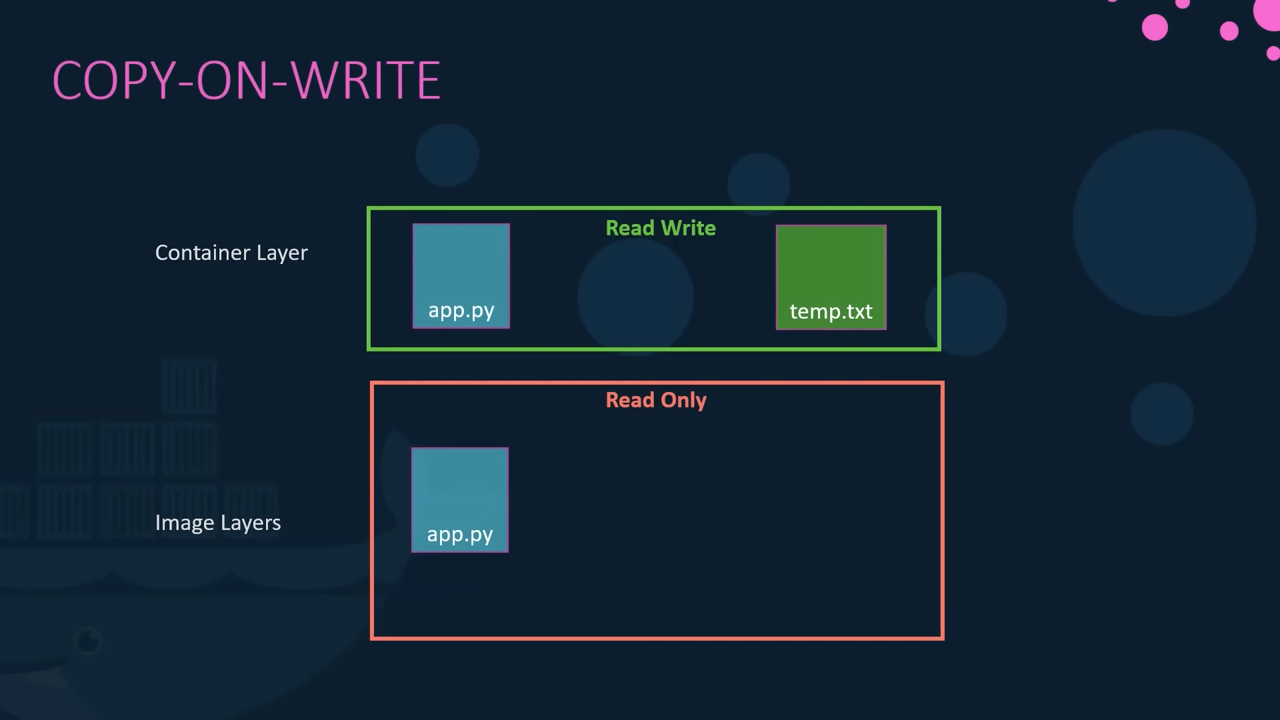 COPY-ON-WRITE
Container Layer
Read Write
app.py
temp.txt
Read Only
Image Layers
app.py